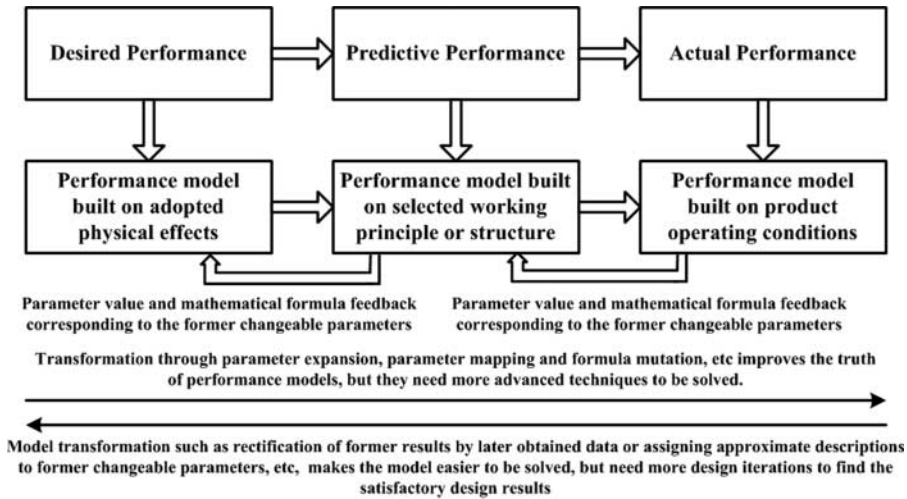 Desired Performance
Predictive Performance
Actual Performance
Performance model
built on adopted
physical effects
Performance model built
on selected working
principle or structure
Performance model
built on product
operating conditions
Parameter value and mathematical formula feedback
corresponding to the former changeable parameters
Parameter value and mathematical formula feedback
corresponding to the former changeable parameters
Transformation through parameter expansion, parameter mapping and formula mutation, etc improves the truth
of performance models, but they need more advanced techniques to be solved.
Model transformation such as rectification of former results by later obtained data or assigning approximate descriptions
to former changeable parameters, etc, makes the model easier to be solved, but need more design iterations to find the
satisfactory design results